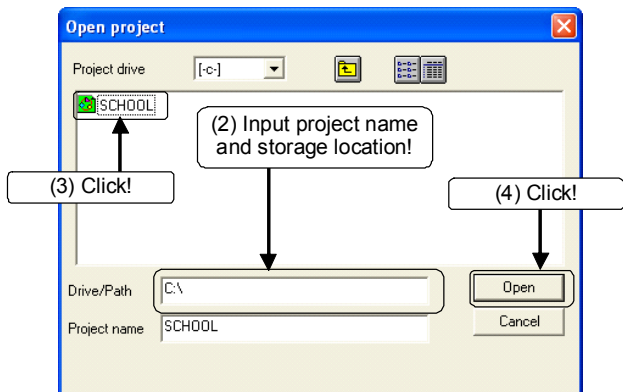 Open project
Project drive
[-c-]
SCHOOL
(2) Input project name
and storage location!
(3) Click!
(4) Click!
Drive/Path
C:\
Open
Project name
SCHOOL
Cancel